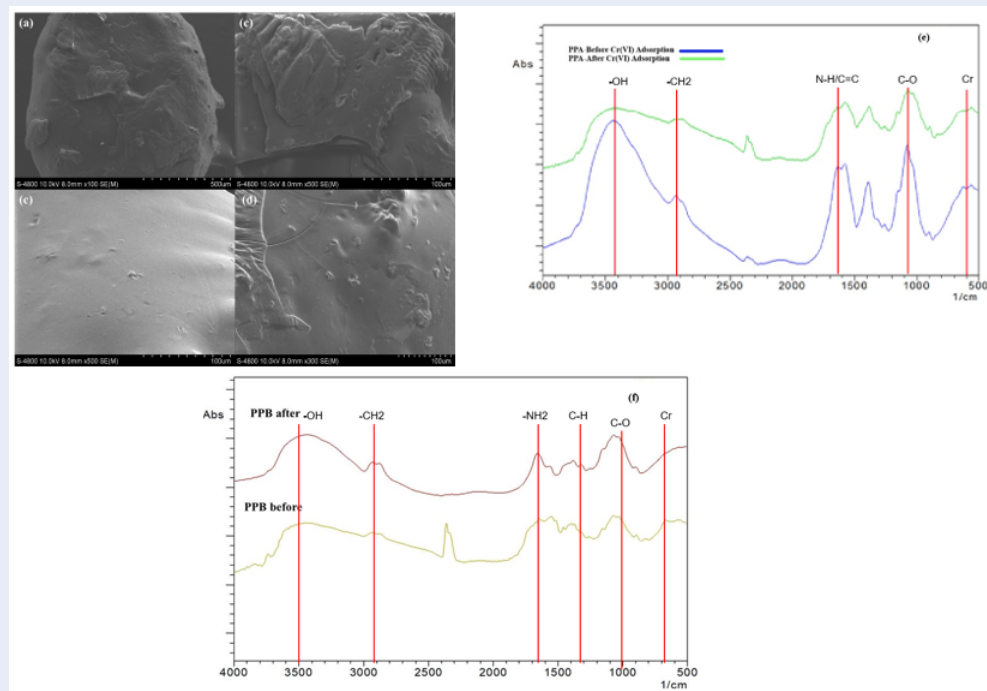 (a)
(c)
S-4800 10.0kV 8.0mm x100 SE(M) 500um
S-4800 10.0kV 8.0mm x500 SE(M) 100um
(c)
(d)
S-4800 10.0kV 8.0mm x500 SE(M) 100um
S-4800 10.0kV 8.0mm x300 SE(M) 100um
(e)
PPA-Before Cr(VI) Adsorption
PPA-After Cr(VI) Adsorption
Abs
-OH
-CH2
N-H/C=C
C-O
Cr
4000 3500 3000 2000 1500 1000 500
1/cm
(f)
Abs
PPB after
-OH
-CH2
-NH2
C-H
C-O
Cr
PPB before
4000 3000 2000 1500 1000 500
1/cm